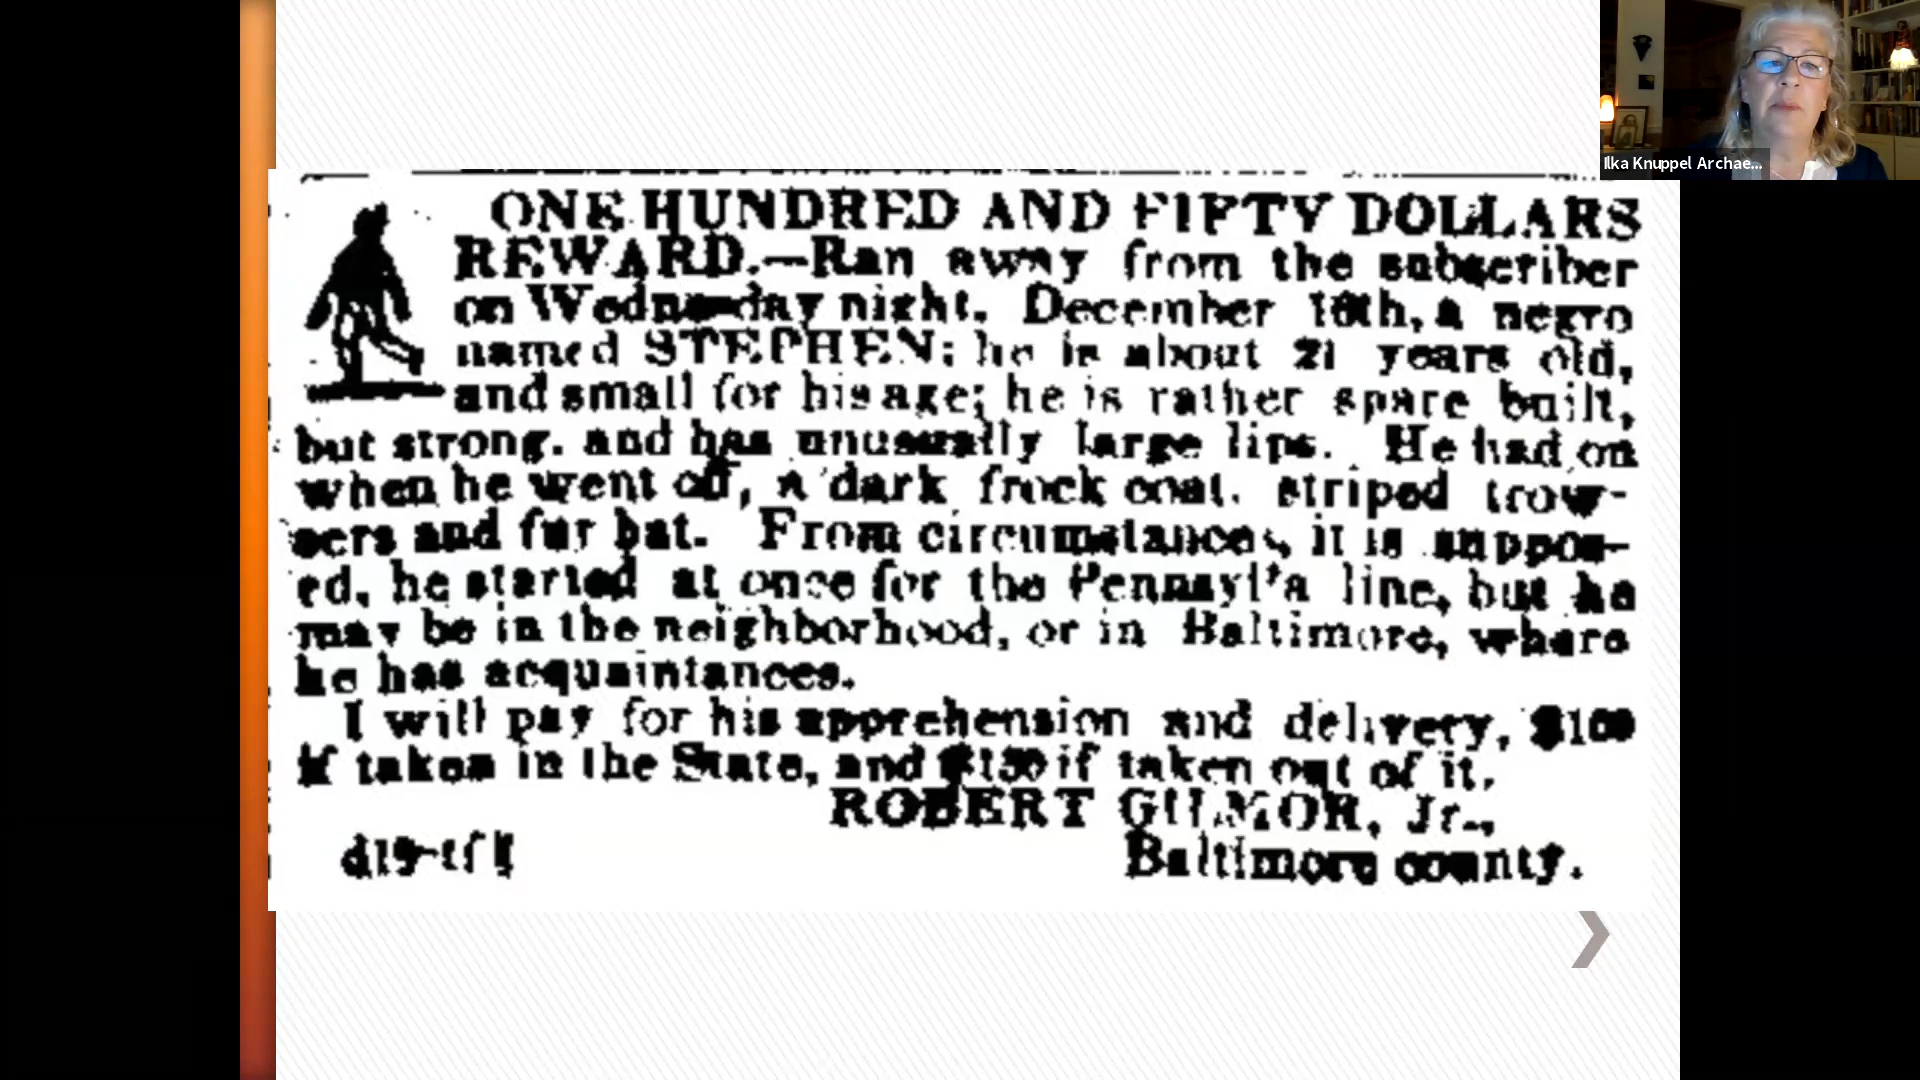 ONE HUNDRED AND FIFTY DOLLARS
REWARD.—Ran away from the subscriber
on Wednesday night, December 18th, a negro
named STEPHEN; he is about 21 years old,
and small for his age; he is rather spare built,
but strong, and has unusually large lips. He had on
when he went off, a dark frock coat, striped trow-
sers and fur hat. From circumstances, it is suppos-
ed, he started at once for the Pennsyl'a line, but he
may be in the neighborhood, or in Baltimore, where
he has acquaintances.
I will pay for his apprehension and delivery, $100
if taken in the State, and $150 if taken out of it.
ROBERT GILMOR, Jr.,
d19-tf
Baltimore county.
Ilka Knuppel Archae...